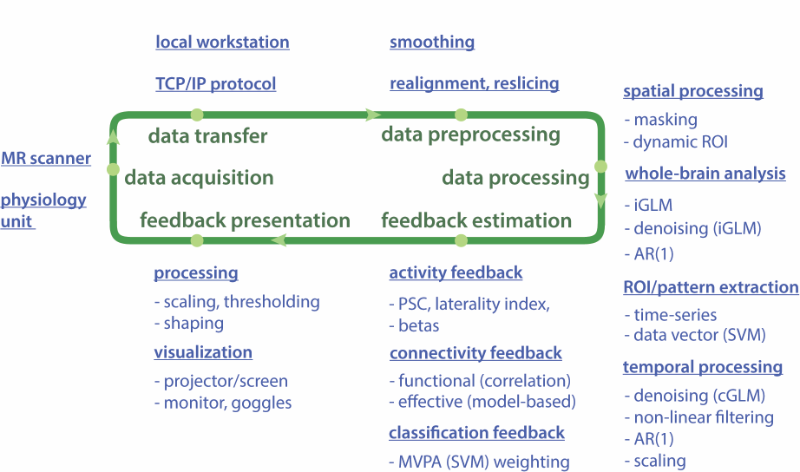 local workstation
TCP/IP protocol
smoothing
realignment, reslicing
data transfer
data preprocessing
MR scanner
physiology
unit
data acquisition
data processing
feedback presentation
feedback estimation
spatial processing
- masking
- dynamic ROI
whole-brain analysis
- iGLM
- denoising (iGLM)
- AR(1)
ROI/pattern extraction
- time-series
- data vector (SVM)
temporal processing
- denoising (cGLM)
- non-linear filtering
- AR(1)
- scaling
processing
- scaling, thresholding
- shaping
visualization
- projector/screen
- monitor, goggles
activity feedback
- PSC, laterality index,
- betas
connectivity feedback
- functional (correlation)
- effective (model-based)
classification feedback
- MVPA (SVM) weighting